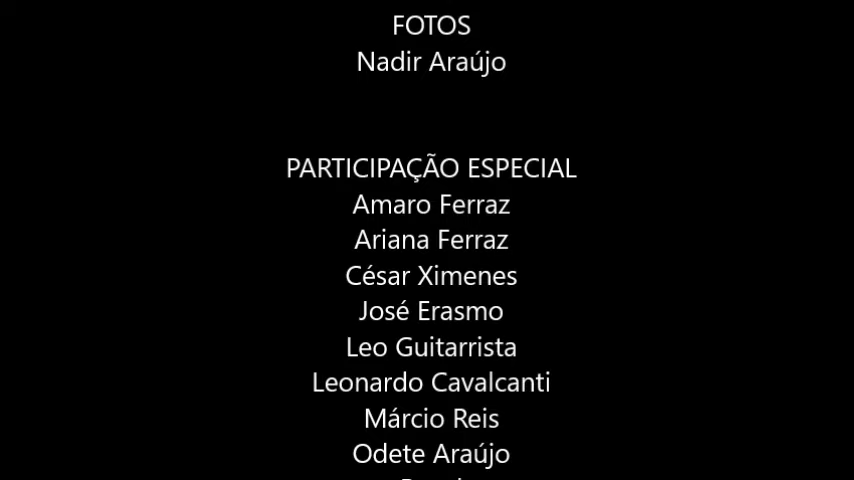 FOTOS
Nadir Araújo
PARTICIPAÇÃO ESPECIAL
Amaro Ferraz
Ariana Ferraz
César Ximenes
José Erasmo
Leo Guitarrista
Leonardo Cavalcanti
Márcio Reis
Odete Araújo